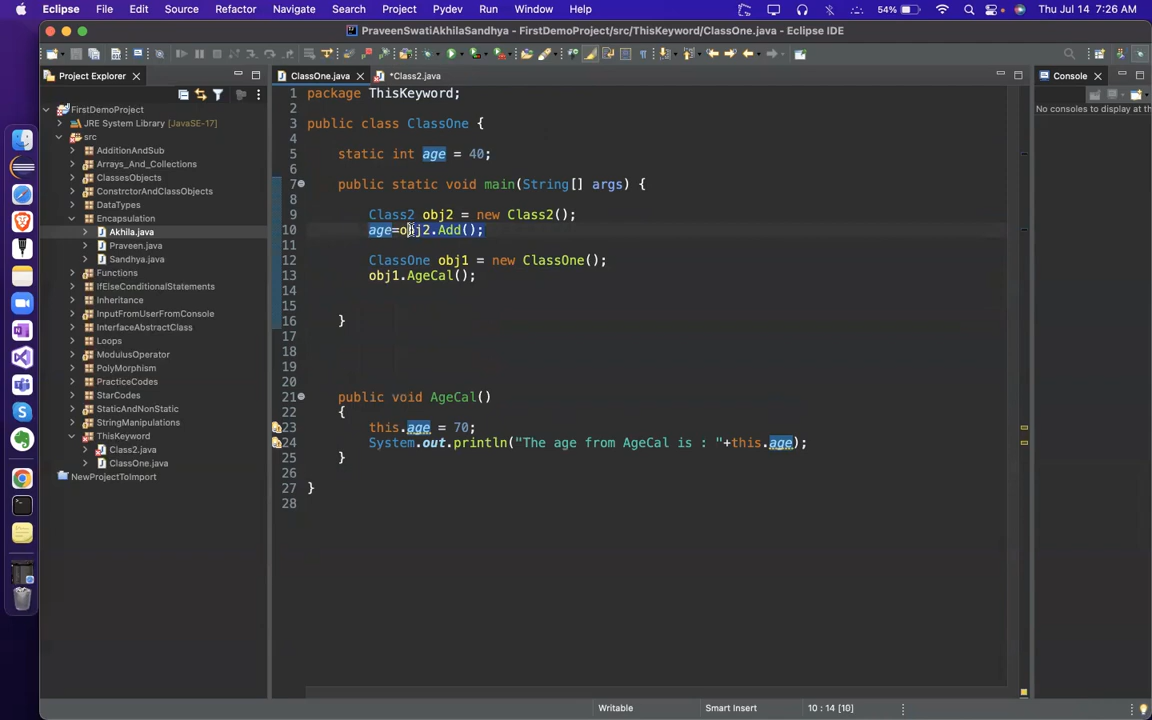 Eclipse File Edit Source Refactor Navigate Search Project Pydev Run Window Help 54% Thu Jul 14 7:26 AM
PraveenSwatiAkhilaSandhya - FirstDemoProject/src/ThisKeyword/ClassOne.java - Eclipse IDE
Project Explorer
FirstDemoProject
JRE System Library [JavaSE-17]
src
AdditionAndSub
Arrays_And_Collections
ClassesObjects
ConstrctorAndClassObjects
DataTypes
Encapsulation
Akhila.java
Praveen.java
Sandhya.java
Functions
IfElseConditionalStatements
Inheritance
InputFromUserFromConsole
InterfaceAbstractClass
Loops
ModulusOperator
PolyMorphism
PracticeCodes
StarCodes
StaticAndNonStatic
StringManipulations
ThisKeyword
Class2.java
ClassOne.java
NewProjectToImport
ClassOne.java *Class2.java
1 package ThisKeyword;
2
3 public class ClassOne {
4
5 static int age = 40;
6
7 public static void main(String[] args) {
8
9 Class2 obj2 = new Class2();
10 age=obj2.Add();
11
12 ClassOne obj1 = new ClassOne();
13 obj1.AgeCal();
14
15
16 }
17
18
19
20
21 public void AgeCal()
22 {
23 this.age = 70;
24 System.out.println("The age from AgeCal is : "+this.age);
25 }
26
27 }
28
Console
No consoles to display at th
Writable Smart Insert 10 : 14 [10]